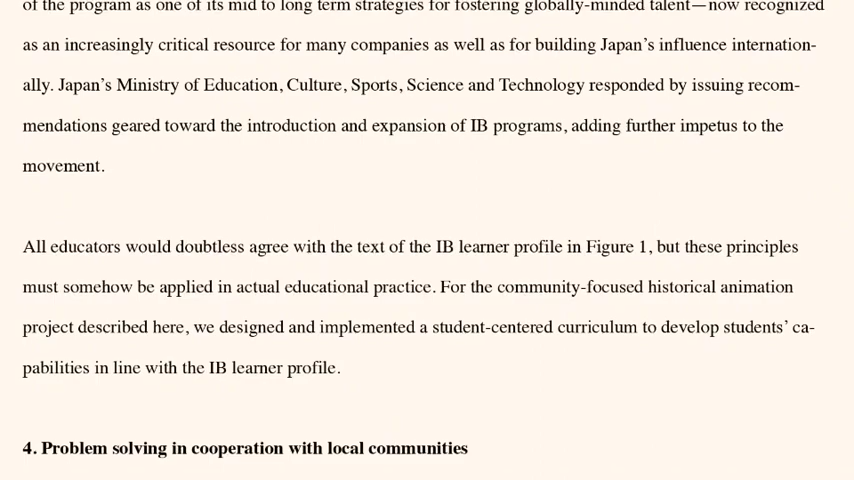 of the program as one of its mid to long term strategies for fostering globally-minded talent—now recognized
as an increasingly critical resource for many companies as well as for building Japan's influence internation-
ally. Japan's Ministry of Education, Culture, Sports, Science and Technology responded by issuing recom-
mendations geared toward the introduction and expansion of IB programs, adding further impetus to the
movement.
All educators would doubtless agree with the text of the IB learner profile in Figure 1, but these principles
must somehow be applied in actual educational practice. For the community-focused historical animation
project described here, we designed and implemented a student-centered curriculum to develop students' ca-
pabilities in line with the IB learner profile.
4. Problem solving in cooperation with local communities